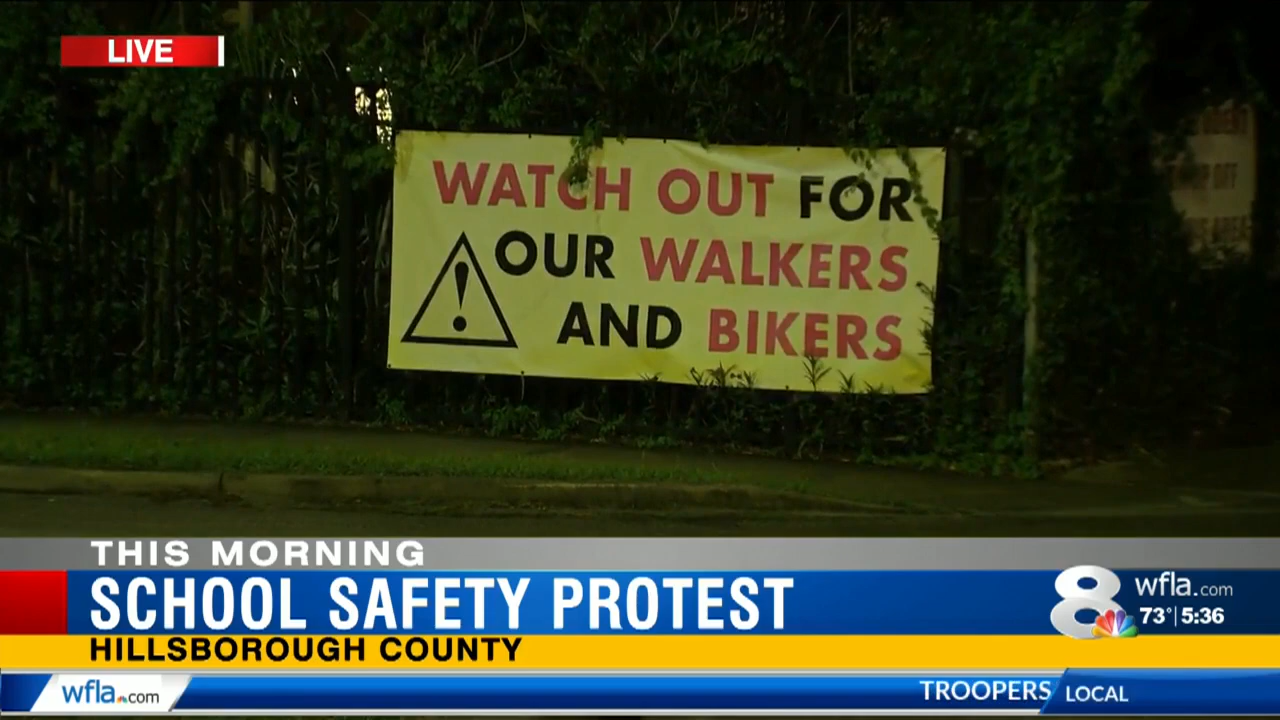 LIVE
WATCH OUT FOR
OUR WALKERS
AND BIKERS
THIS MORNING
SCHOOL SAFETY PROTEST
HILLSBOROUGH COUNTY
8
wfla.com
73° 5:36
wfla.com
TROOPERS
LOCAL